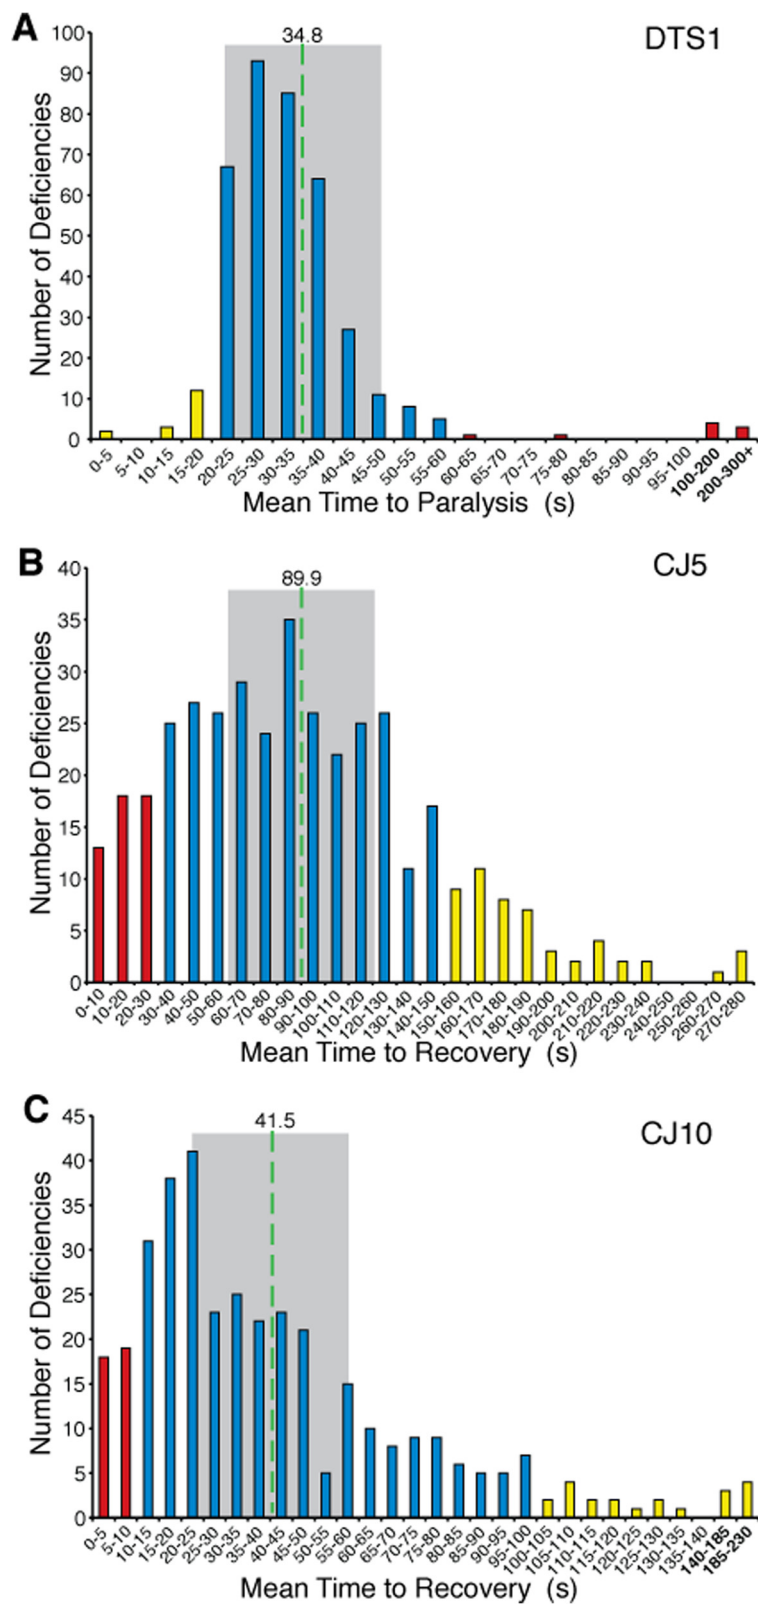 A
DTS1
34.8
Number of Deficiencies
100
90
80
70
60
50
40
30
20
10
0
0-5 5-10 10-15 15-20 20-25 25-30 30-35 35-40 40-45 45-50 50-55 55-60 60-65 65-70 70-75 75-80 80-85 85-90 90-95 95-100 100-200 200-300+
Mean Time to Paralysis (s)
B
CJ5
89.9
Number of Deficiencies
40
35
30
25
20
15
10
5
0
0-10 10-20 20-30 30-40 40-50 50-60 60-70 70-80 80-90 90-100 100-110 110-120 120-130 130-140 140-150 150-160 160-170 170-180 180-190 190-200 200-210 210-220 220-230 230-240 240-250 250-260 260-270 270-280
Mean Time to Recovery (s)
C
CJ10
41.5
Number of Deficiencies
45
40
35
30
25
20
15
10
5
0
0-5 5-10 10-15 15-20 20-25 25-30 30-35 35-40 40-45 45-50 50-55 55-60 60-65 65-70 70-75 75-80 80-85 85-90 90-95 95-100 100-105 105-110 110-115 115-120 120-125 125-130 130-135 135-140 140-185 185-230
Mean Time to Recovery (s)